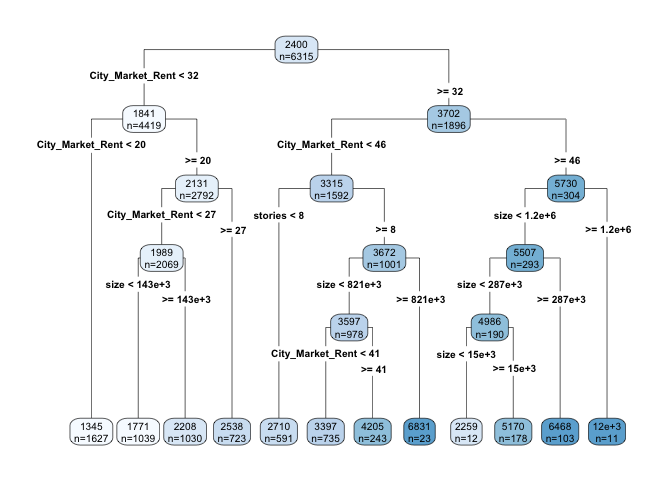 2400
n=6315
City_Market_Rent < 32
>= 32
1841
n=4419
3702
n=1896
City_Market_Rent < 20
>= 20
City_Market_Rent < 46
>= 46
2131
n=2792
3315
n=1592
5730
n=304
City_Market_Rent < 27
>= 27
stories < 8
>= 8
size < 1.2e+6
>= 1.2e+6
1989
n=2069
3672
n=1001
5507
n=293
size < 143e+3
>= 143e+3
size < 821e+3
>= 821e+3
size < 287e+3
>= 287e+3
3597
n=978
4986
n=190
City_Market_Rent < 41
>= 41
size < 15e+3
>= 15e+3
1345
n=1627
1771
n=1039
2208
n=1030
2538
n=723
2710
n=591
3397
n=735
4205
n=243
6831
n=23
2259
n=12
5170
n=178
6468
n=103
12e+3
n=11